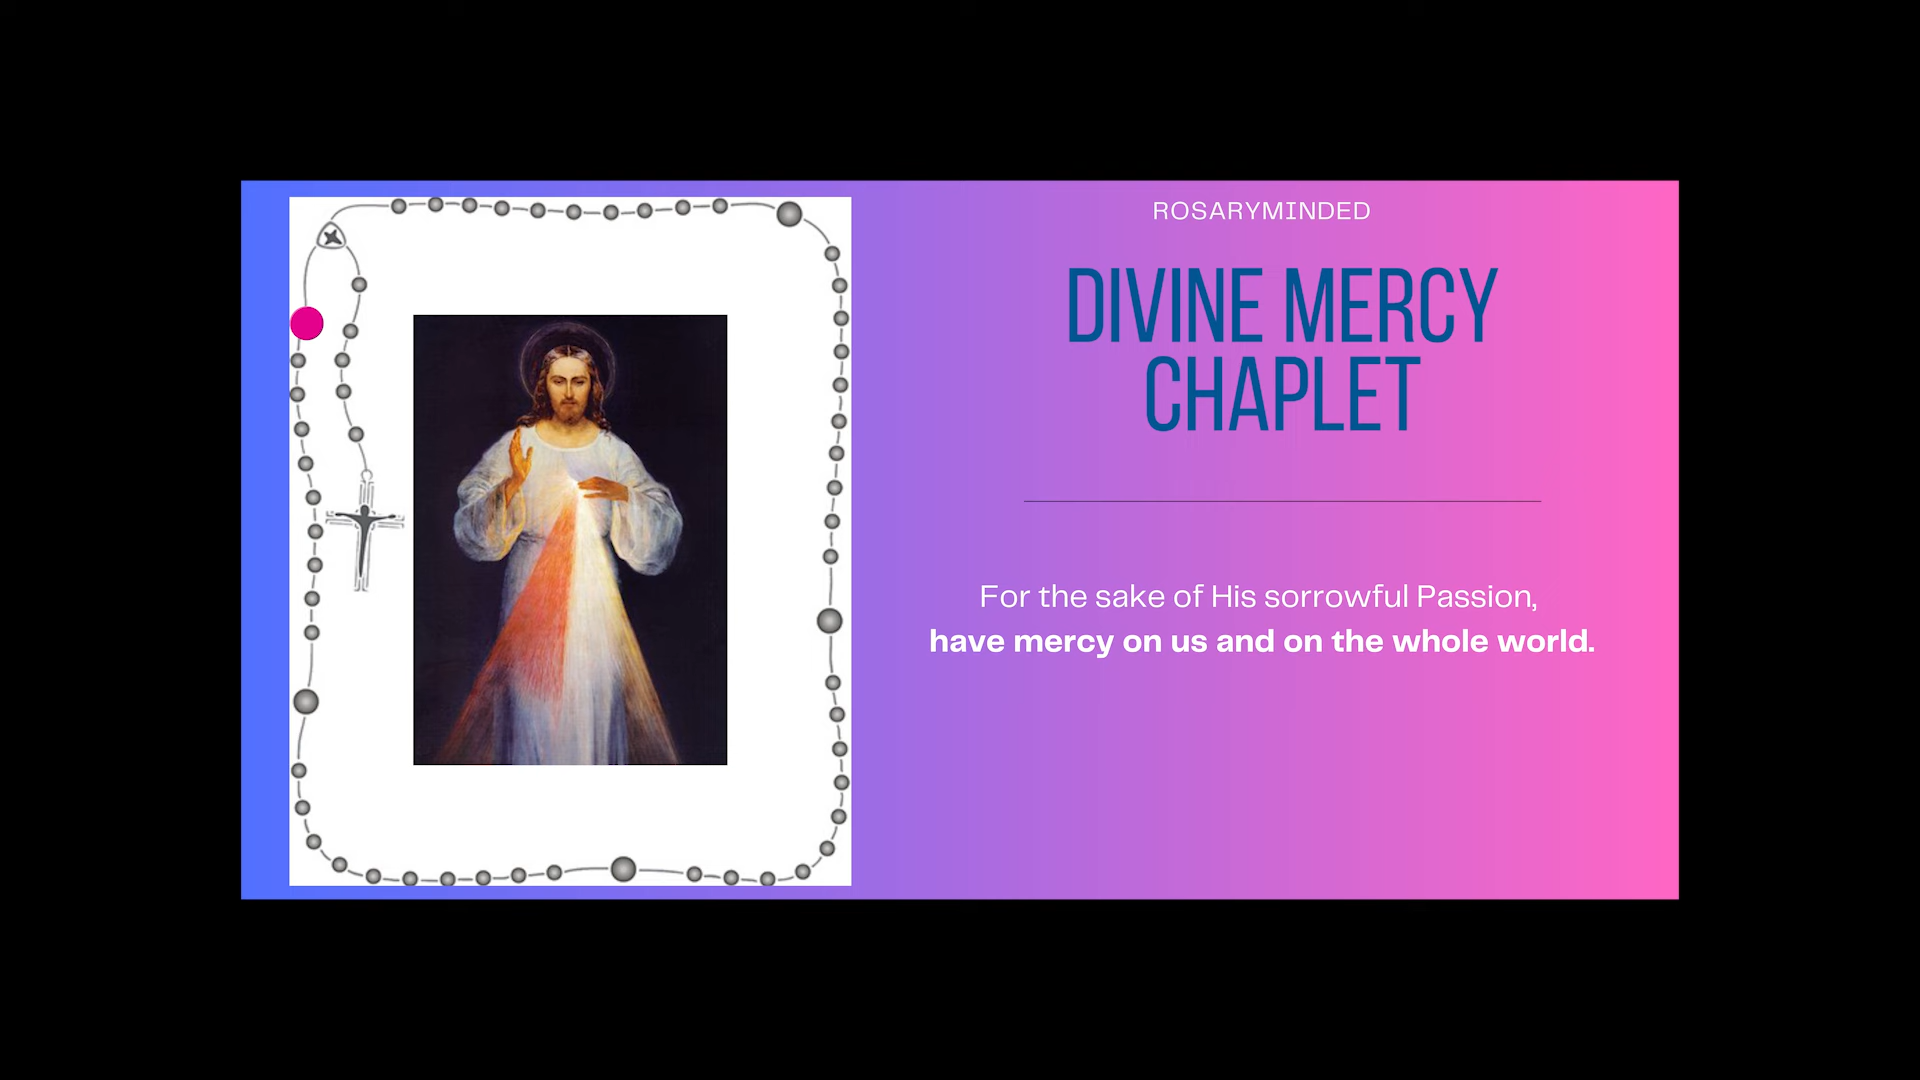 ROSARYMINDED
DIVINE MERCY
CHAPLET
For the sake of His sorrowful Passion,
have mercy on us and on the whole world.